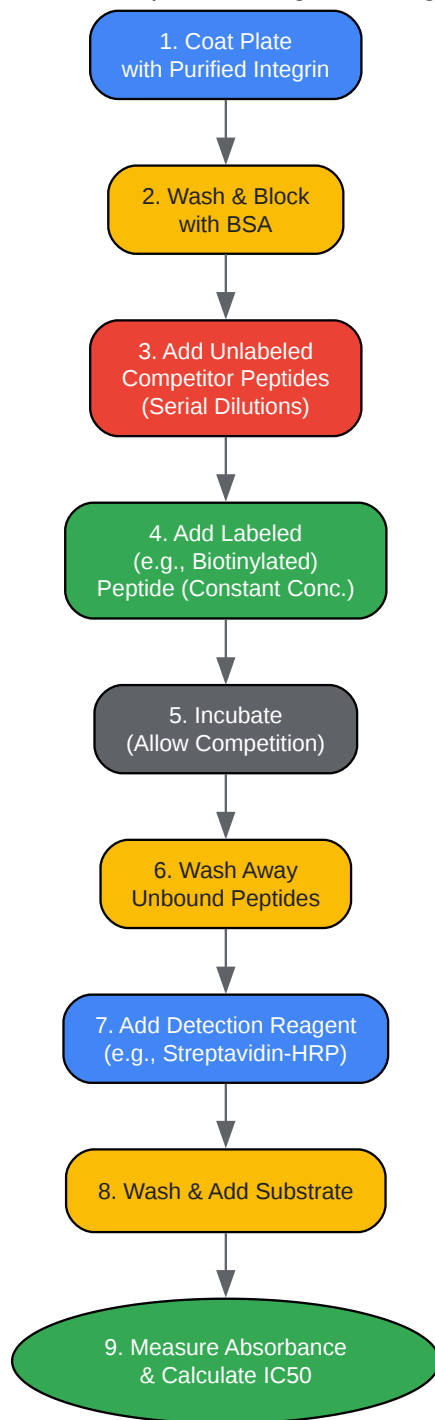 1. Coat Plate
with Purified Integrin
2. Wash & Block
with BSA
3. Add Unlabeled
Competitor Peptides
(Serial Dilutions)
4. Add Labeled
(e.g., Biotinylated)
Peptide (Constant Conc.)
5. Incubate
(Allow Competition)
6. Wash Away
Unbound Peptides
7. Add Detection Reagent
(e.g., Streptavidin-HRP)
8. Wash & Add Substrate
9. Measure Absorbance
& Calculate IC50